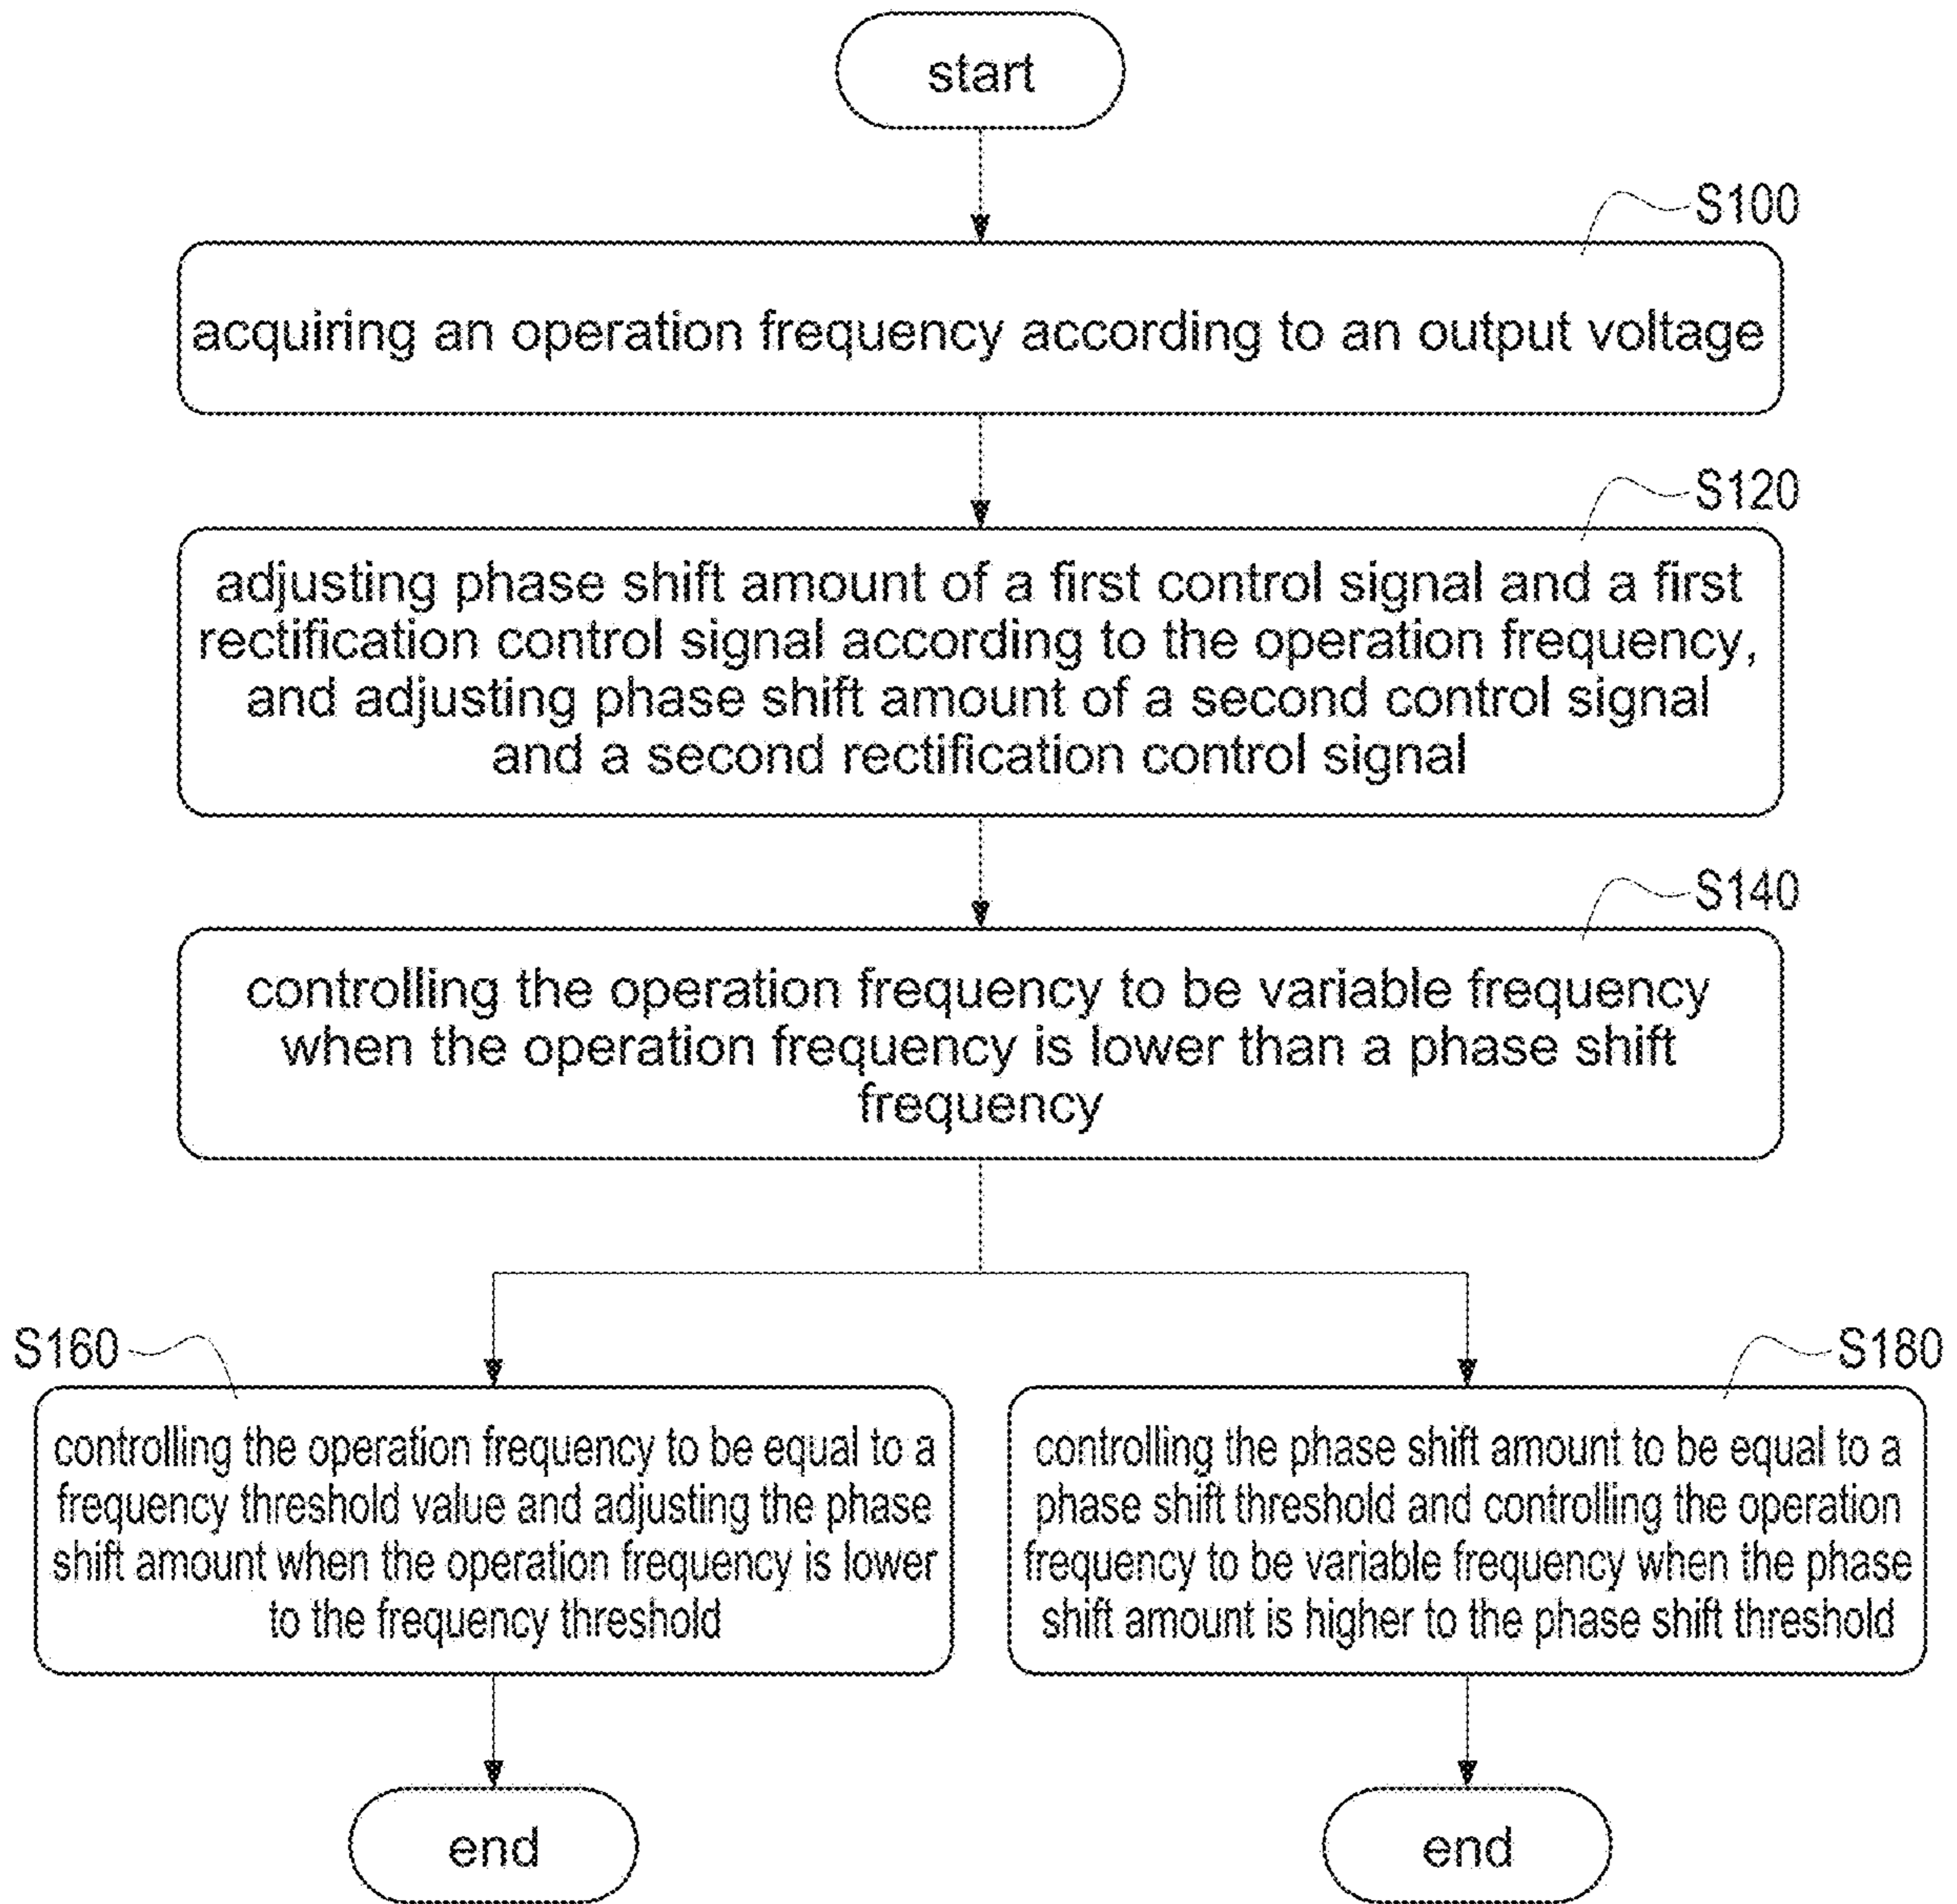 start
S100
acquiring an operation frequency according to an output voltage
S120
adjusting phase shift amount of a first control signal and a first
rectification control signal according to the operation frequency,
and adjusting phase shift amount of a second control signal
and a second rectification control signal
S140
controlling the operation frequency to be variable frequency
when the operation frequency is lower than a phase shift
frequency
S160
controlling the operation frequency to be equal to a
frequency threshold value and adjusting the phase
shift amount when the operation frequency is lower
to the frequency threshold
S180
controlling the phase shift amount to be equal to a
phase shift threshold and controlling the operation
frequency to be variable frequency when the phase
shift amount is higher to the phase shift threshold
end
end